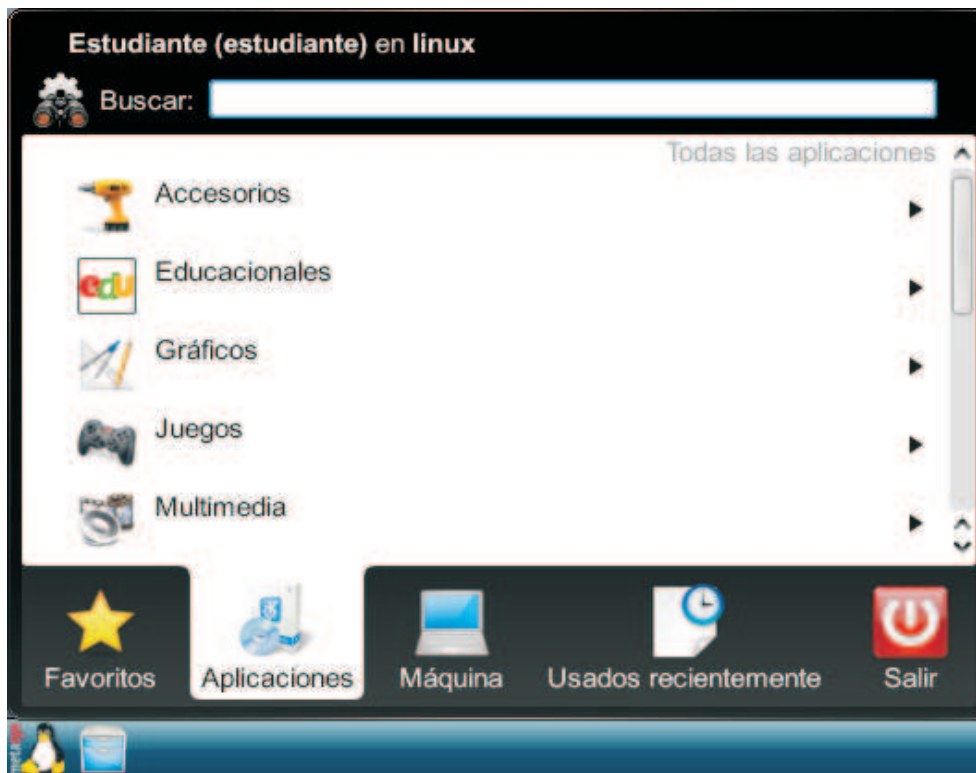 Estudiante (estudiante) en linux
Buscar:
Todas las aplicaciones
Accesorios
edu
Educacionales
Gráficos
Juegos
Multimedia
Favoritos
Aplicaciones
Máquina
Usados recientemente
Salir